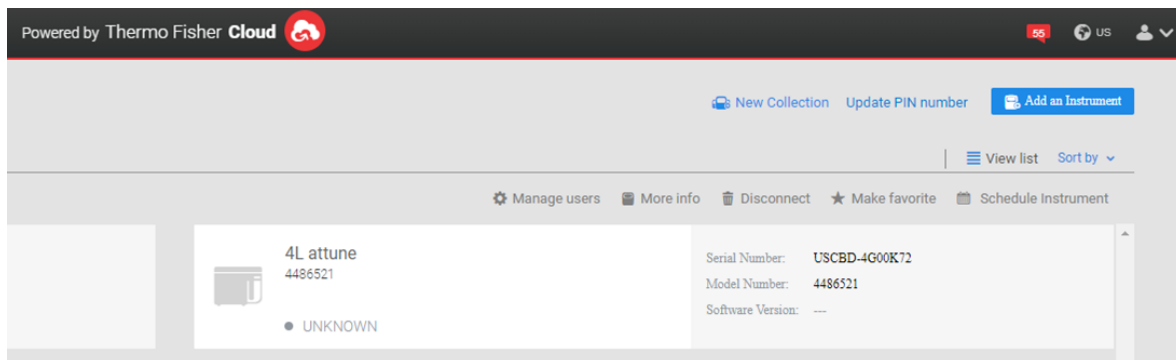 Powered by Thermo Fisher Cloud
55
US
New Collection
Update PIN number
Add an Instrument
View list
Sort by
Manage users
More info
Disconnect
Make favorite
Schedule Instrument
4L attune
4486521
UNKNOWN
Serial Number: USCBD-4G00K72
Model Number: 4486521
Software Version: ---